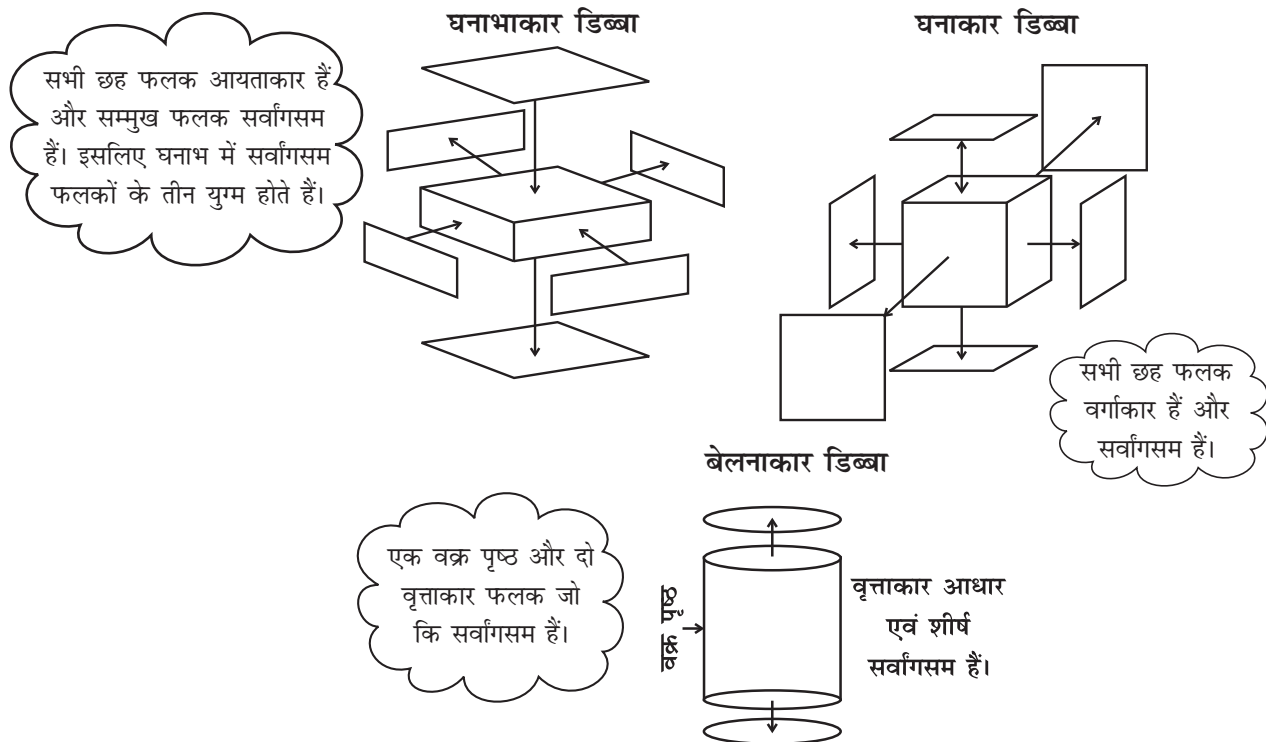 घनाभाकार डिब्बा
घनाकार डिब्बा
सभी छह फलक आयताकार हैं
और सम्मुख फलक सर्वांगसम
हैं। इसलिए घनाभ में सर्वांगसम
फलकों के तीन युग्म होते हैं।
सभी छह फलक
वर्गाकार हैं और
सर्वांगसम हैं।
बेलनाकार डिब्बा
एक वक्र पृष्ठ और दो
वृत्ताकार फलक जो
कि सर्वांगसम हैं।
वक्र पृष्ठ
वृत्ताकार आधार
एवं शीर्ष
सर्वांगसम हैं।